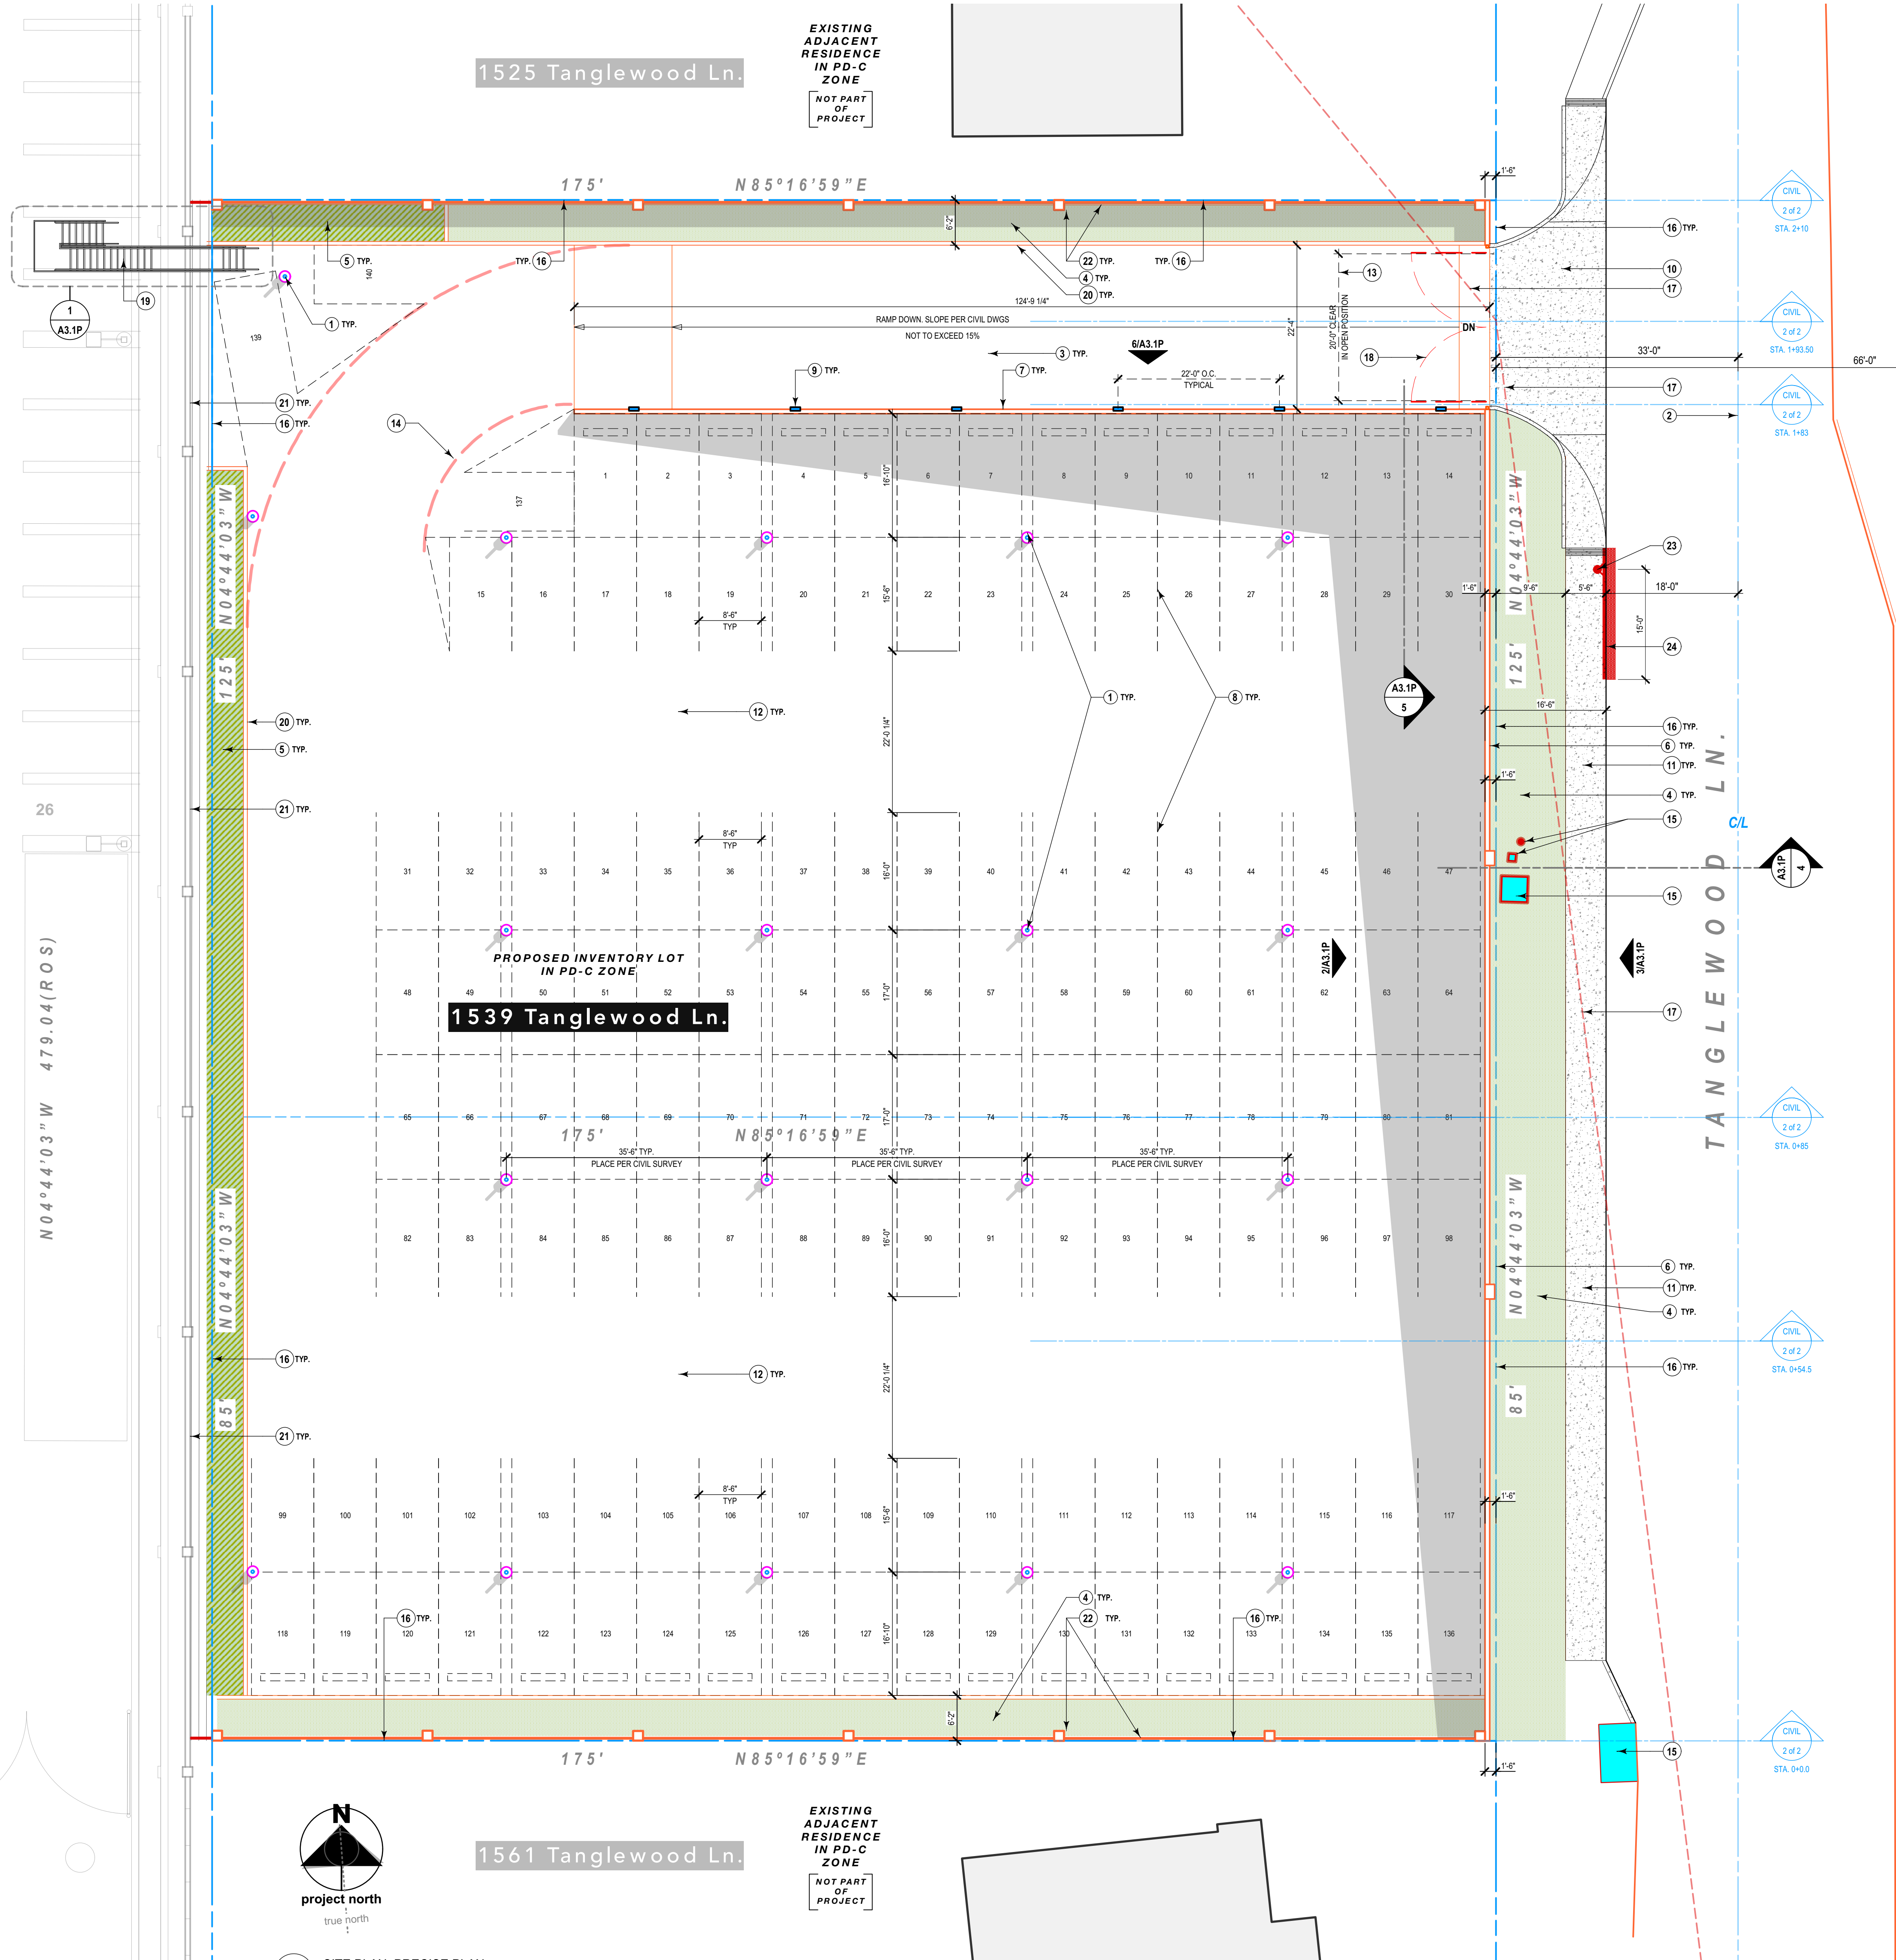 1525 Tanglewood Ln.
EXISTING
ADJACENT
RESIDENCE
IN PD-C
ZONE
NOT PART
OF
PROJECT
175'
N85°16'59"E
1'-6"
CIVIL
2 of 2
STA. 2+10
6'-2"
16 TYP.
5 TYP.
140
TYP. 16
22 TYP.
4 TYP.
20 TYP.
TYP. 16
13
10
17
19
1
A3.1P
1 TYP.
139
124'-9 1/4"
RAMP DOWN. SLOPE PER CIVIL DWGS
NOT TO EXCEED 15%
22'-4"
20'-0" CLEAR
IN OPEN POSITION
DN
CIVIL
2 of 2
STA. 1+93.50
33'-0"
66'-0"
3 TYP.
6/A3.1P
18
9 TYP.
7 TYP.
22'-0" O.C.
TYPICAL
17
21 TYP.
16 TYP.
14
2
CIVIL
2 of 2
STA. 1+83
16'-10"
1 2 3 4 5 6 7 8 9 10 11 12 13 14
137
N04°44'03"W
N04°44'03"W
23
15 16 17 18 19 20 21 22 23 24 25 26 27 28 29 30
15'-6"
8'-6"
TYP
1'-6"
9'-6"
5'-6"
18'-0"
15'-0"
24
125'
125'
A3.1P
5
1 TYP.
8 TYP.
12 TYP.
16'-6"
20 TYP.
5 TYP.
22'-0 1/4"
16 TYP.
6 TYP.
11 TYP.
1'-6"
4 TYP.
26
21 TYP.
15
C/L
8'-6"
TYP
31 32 33 34 35 36 37 38 39 40 41 42 43 44 45 46 47
16'-0"
A3.1P
4
15
PROPOSED INVENTORY LOT
IN PD-C ZONE
2/A3.1P
3/A3.1P
48 49 50 51 52 53 54 55 56 57 58 59 60 61 62 63 64
17'-0"
1539 Tanglewood Ln.
17
TANGLEWOOD LN.
N04°44'03"W 479.04(ROS)
65 66 67 68 69 70 71 72 73 74 75 76 77 78 79 80 81
17'-0"
CIVIL
2 of 2
STA. 0+85
175'
N85°16'59"E
35'-6" TYP.
PLACE PER CIVIL SURVEY
35'-6" TYP.
PLACE PER CIVIL SURVEY
35'-6" TYP.
PLACE PER CIVIL SURVEY
82 83 84 85 86 87 88 89 90 91 92 93 94 95 96 97 98
16'-0"
N04°44'03"W
N04°44'03"W
6 TYP.
11 TYP.
4 TYP.
CIVIL
2 of 2
STA. 0+54.5
16 TYP.
12 TYP.
22'-0 1/4"
16 TYP.
85'
85'
21 TYP.
8'-6"
TYP
1'-6"
99 100 101 102 103 104 105 106 107 108 109 110 111 112 113 114 115 116 117
15'-6"
4 TYP.
16 TYP.
22 TYP.
16 TYP.
118 119 120 121 122 123 124 125 126 127 128 129 130 131 132 133 134 135 136
16'-10"
6'-2"
CIVIL
2 of 2
STA. 0+0.0
15
1'-6"
175'
N85°16'59"E
N
project north
true north
1561 Tanglewood Ln.
EXISTING
ADJACENT
RESIDENCE
IN PD-C
ZONE
NOT PART
OF
PROJECT